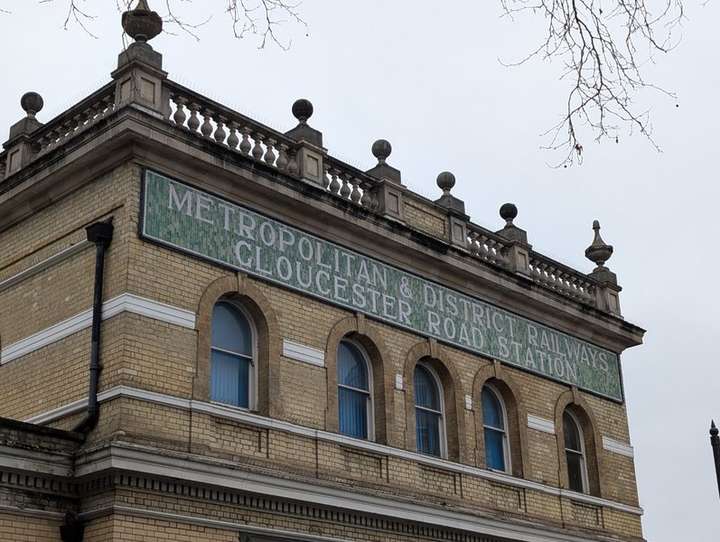 METROPOLITAN & DISTRICT RAILWAYS
GLOUCESTER ROAD STATION